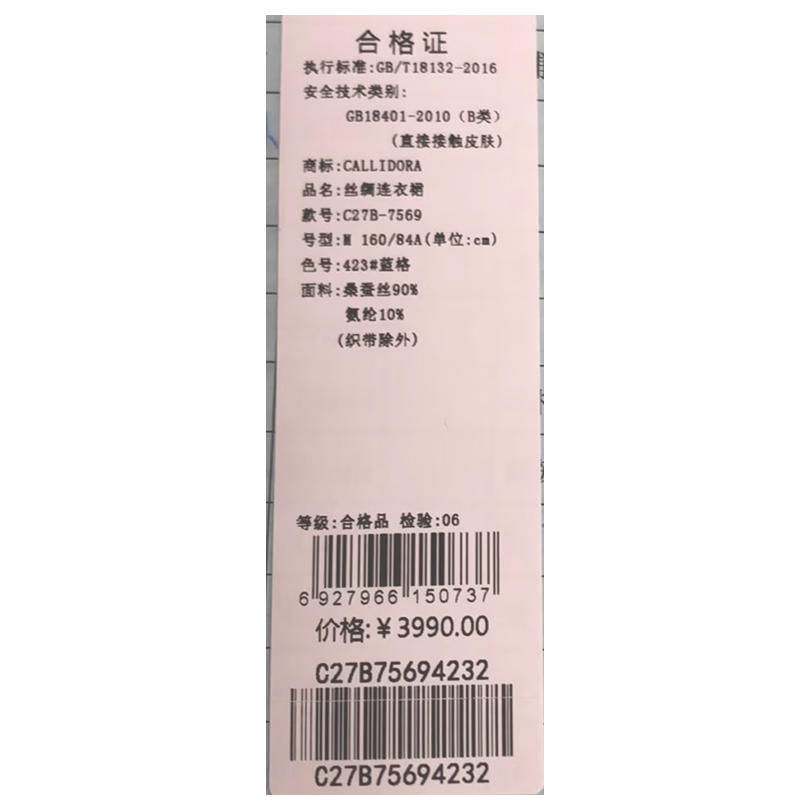 合格证
执行标准:GB/T18132-2016
安全技术类别:
GB18401-2010（B类）
(直接接触皮肤)
商标:CALLIDORA
品名:丝绸连衣裙
款号:C27B-7569
号型:M 160/84A(单位:cm)
色号:423#蓝格
面料:桑蚕丝90%
氨纶10%
(织带除外)
等级:合格品 检验:06
6 927966 150737
价格:¥3990.00
C27B75694232
C27B75694232